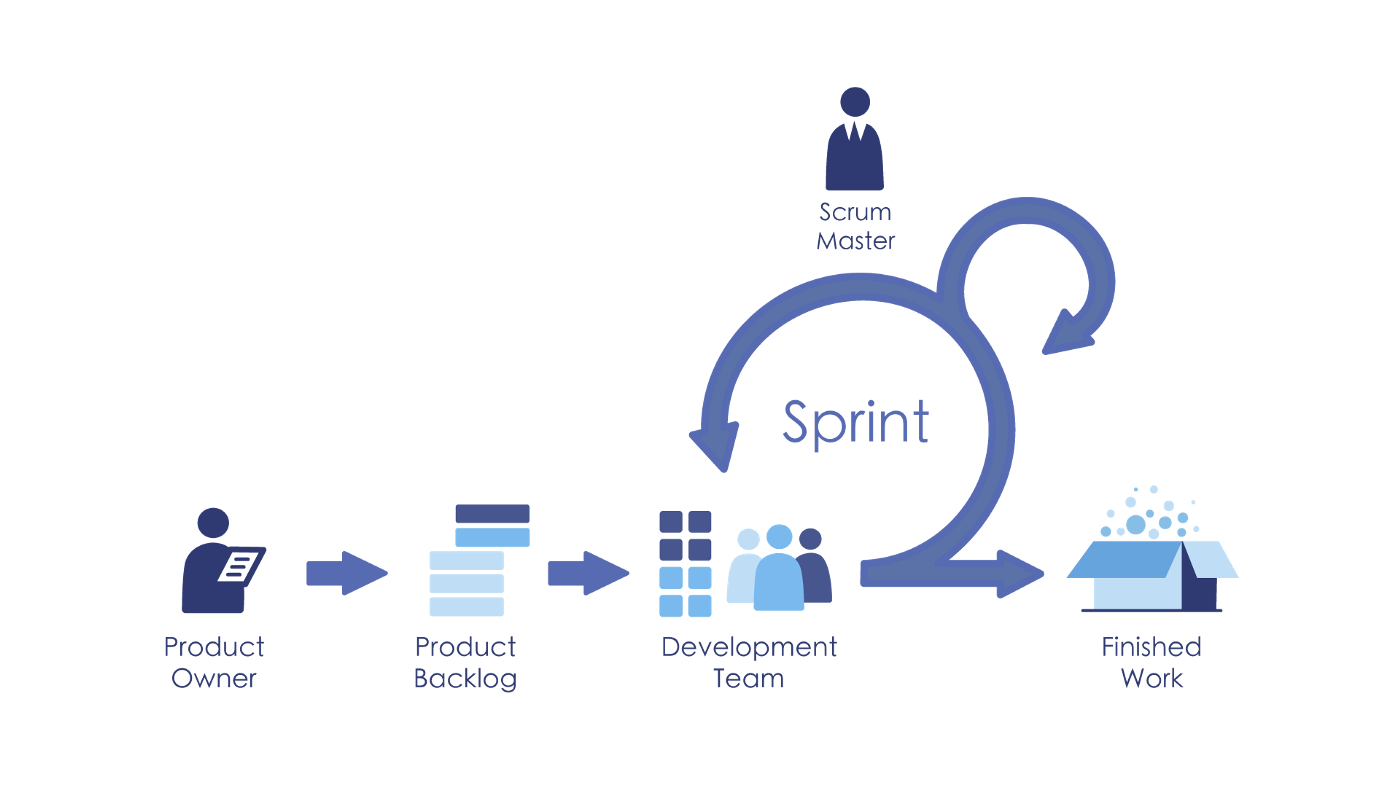 Scrum
Master
Sprint
Product
Owner
Product
Backlog
Development
Team
Finished
Work